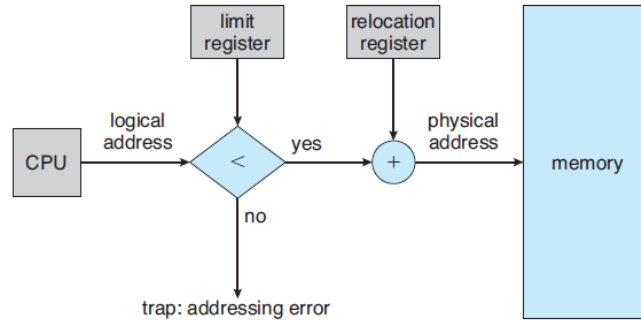 limit
register
relocation
register
logical
address
CPU
<
yes
+
physical
address
memory
no
trap: addressing error